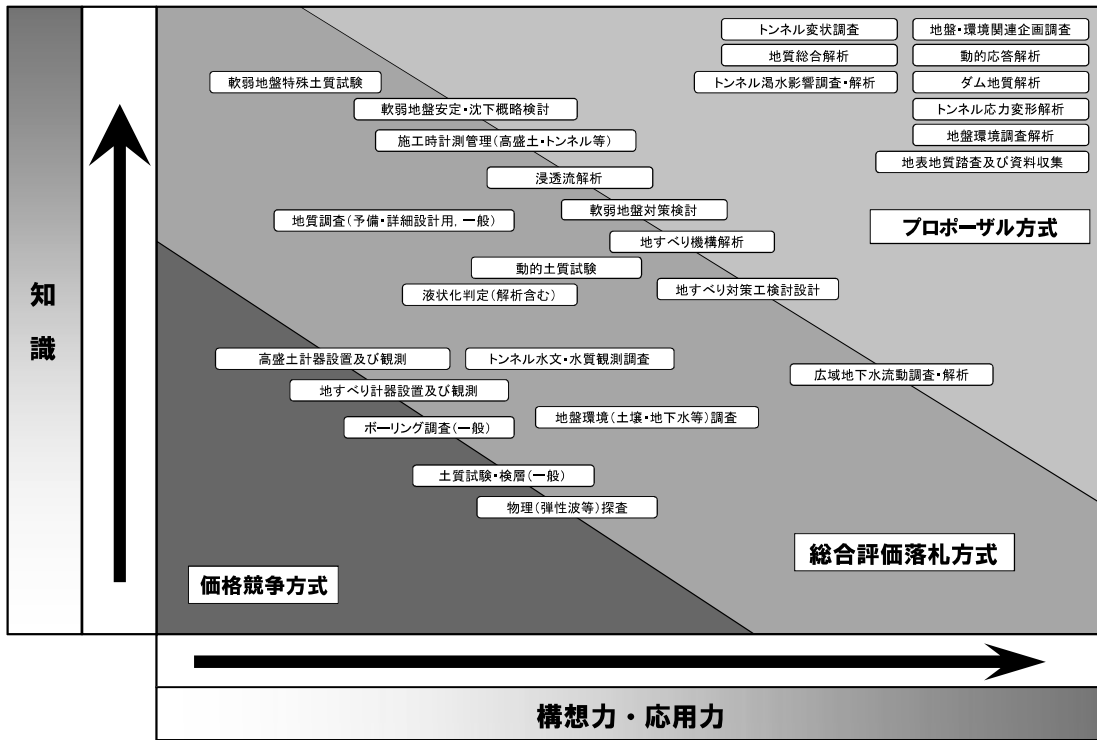 トンネル変状調査
地盤・環境関連企画調査
地質総合解析
動的応答解析
軟弱地盤特殊土質試験
トンネル渇水影響調査・解析
ダム地質解析
軟弱地盤安定・沈下概略検討
トンネル応力変形解析
施工時計測管理(高盛土・トンネル等)
地盤環境調査解析
地表地質踏査及び資料収集
浸透流解析
軟弱地盤対策検討
地質調査(予備・詳細設計用, 一般)
プロポーザル方式
地すべり機構解析
動的土質試験
地すべり対策工検討設計
液状化判定(解析含む)
知
識
高盛土計器設置及び観測
トンネル水文・水質観測調査
広域地下水流動調査・解析
地すべり計器設置及び観測
地盤環境(土壌・地下水等)調査
ボーリング調査(一般)
土質試験・検層(一般)
物理(弾性波等)探査
総合評価落札方式
価格競争方式
構想力・応用力